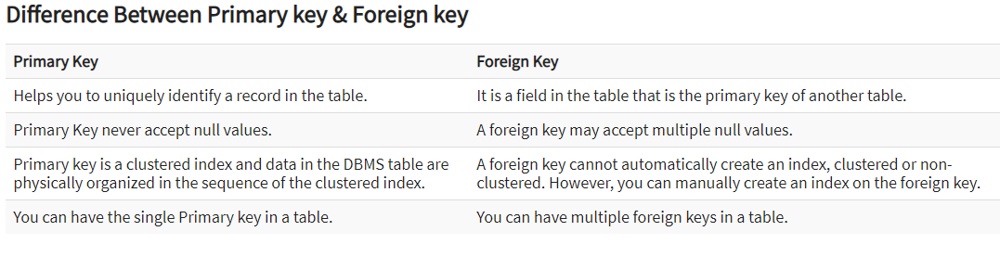 Difference Between Primary key & Foreign key
Primary Key
Foreign Key
Helps you to uniquely identify a record in the table.
It is a field in the table that is the primary key of another table.
Primary Key never accept null values.
A foreign key may accept multiple null values.
Primary key is a clustered index and data in the DBMS table are
physically organized in the sequence of the clustered index.
A foreign key cannot automatically create an index, clustered or non-
clustered. However, you can manually create an index on the foreign key.
You can have the single Primary key in a table.
You can have multiple foreign keys in a table.